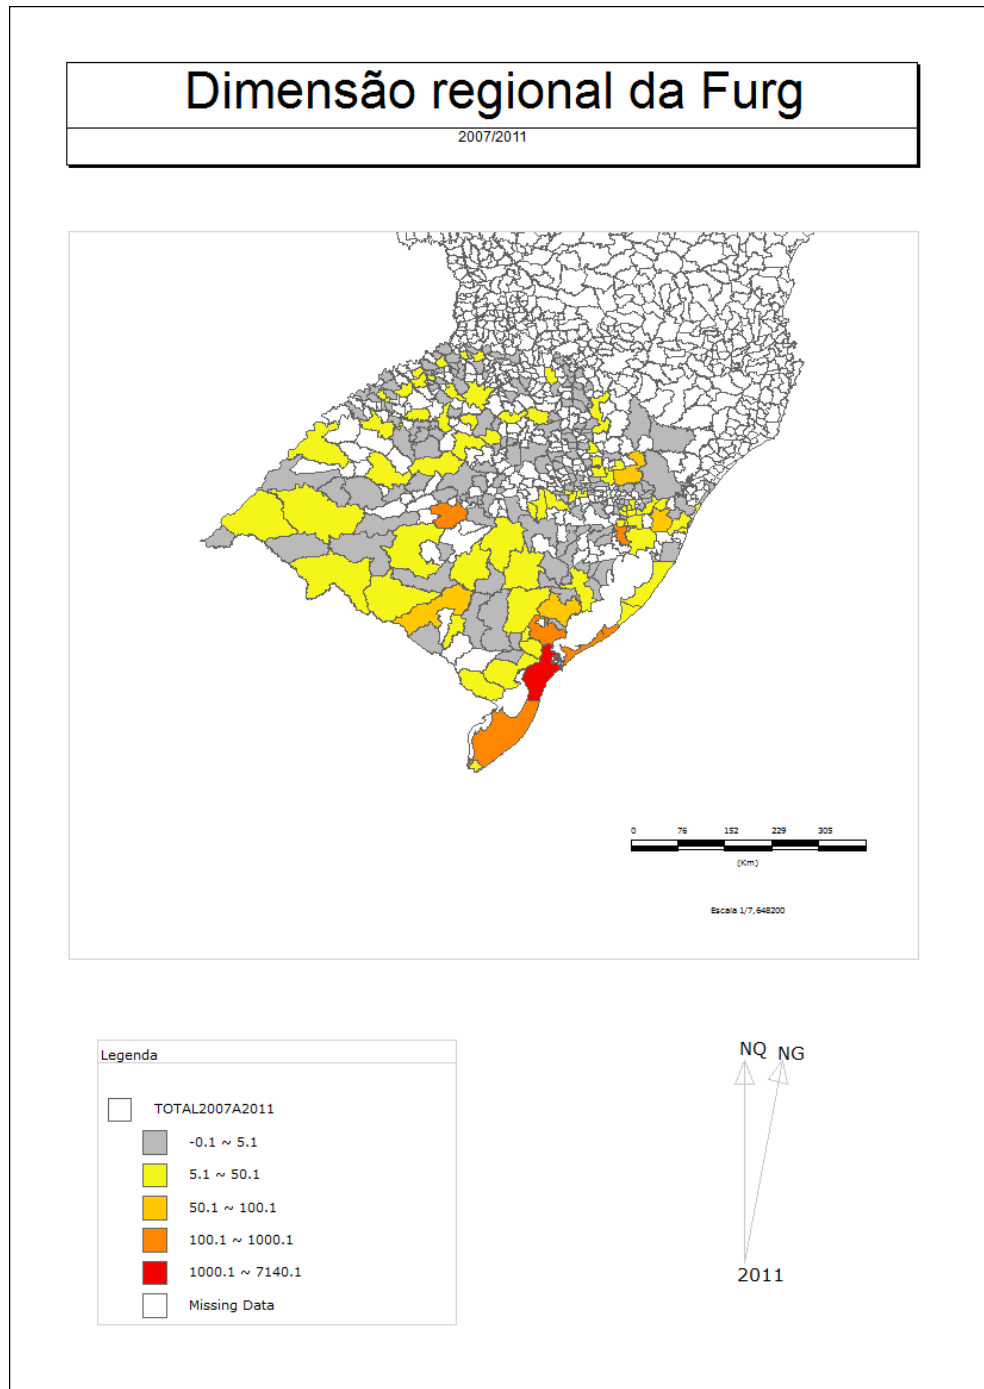 Dimensão regional da Furg
2007/2011
0 76 152 229 305
(Km)
Escala 1/7,648200
Legenda
TOTAL2007A2011
-0.1 ~ 5.1
5.1 ~ 50.1
50.1 ~ 100.1
100.1 ~ 1000.1
1000.1 ~ 7140.1
Missing Data
NQ NG
2011